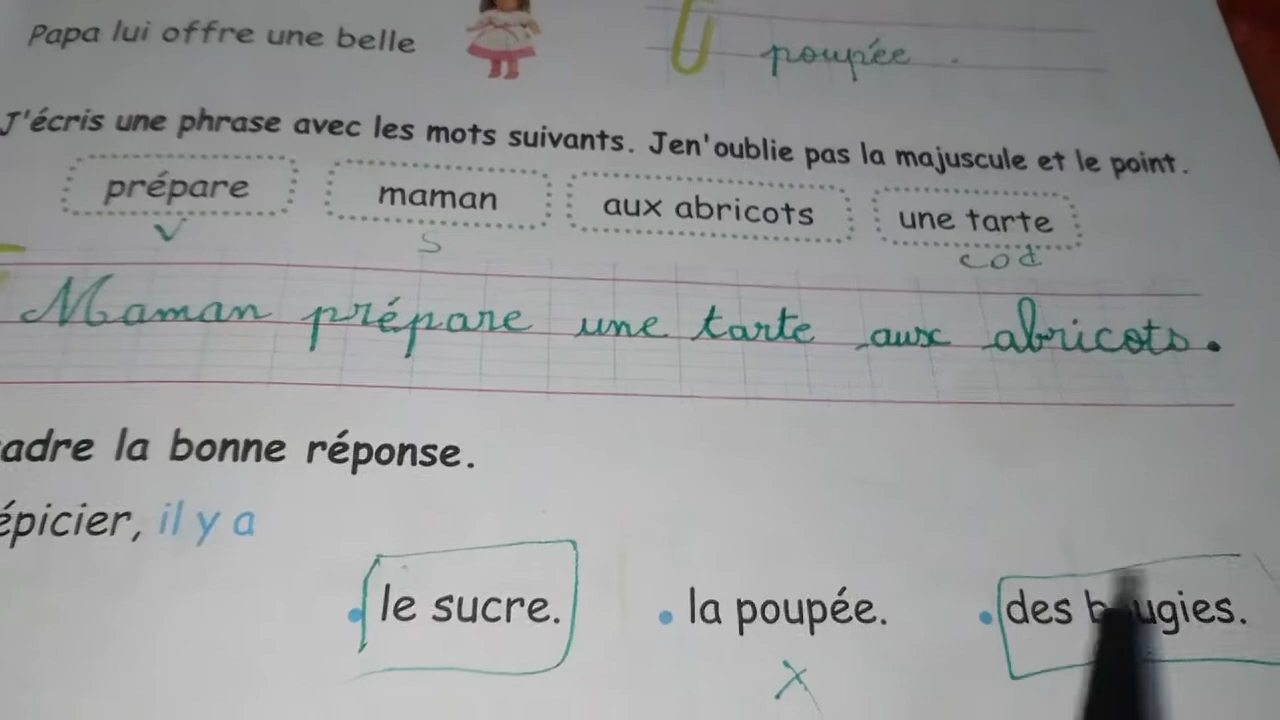 Papa lui offre une belle poupée .
J'écris une phrase avec les mots suivants. Jen'oublie pas la majuscule et le point.
prépare maman aux abricots une tarte
V S cod
Maman prépare une tarte aux abricots.
adre la bonne réponse.
épicier, il y a
• le sucre. • la poupée. • des bougies.
X